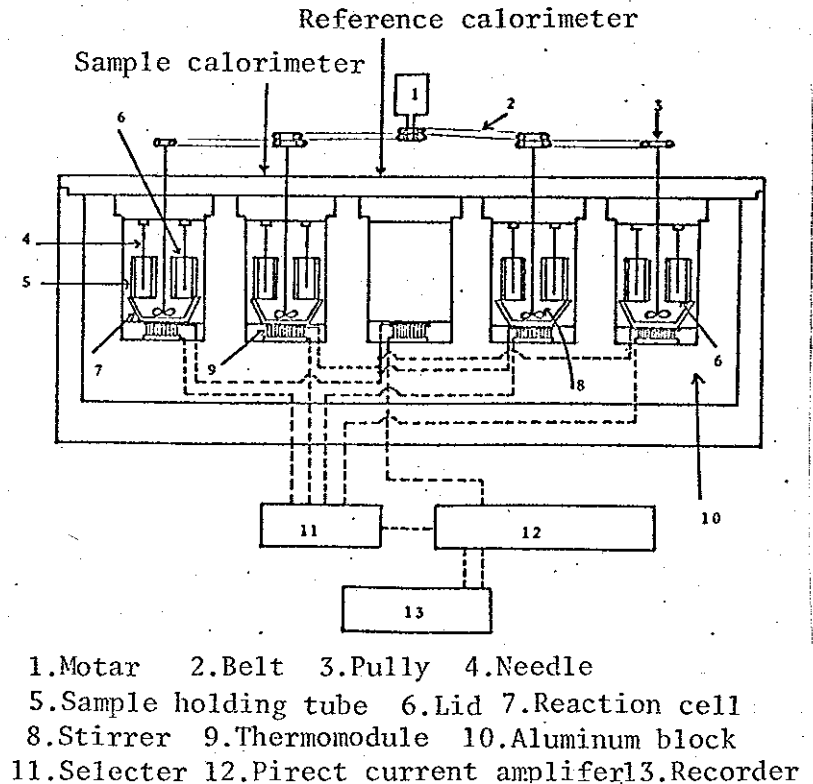 Reference calorimeter
Sample calorimeter
1
2
3
6
4
5
7
9
8
6
10
11
12
13
1.Motar 2.Belt 3.Pully 4.Needle
5.Sample holding tube 6.Lid 7.Reaction cell
8.Stirrer 9.Thermomodule 10.Aluminum block
11.Selecter 12.Pirect current amplifer13.Recorder